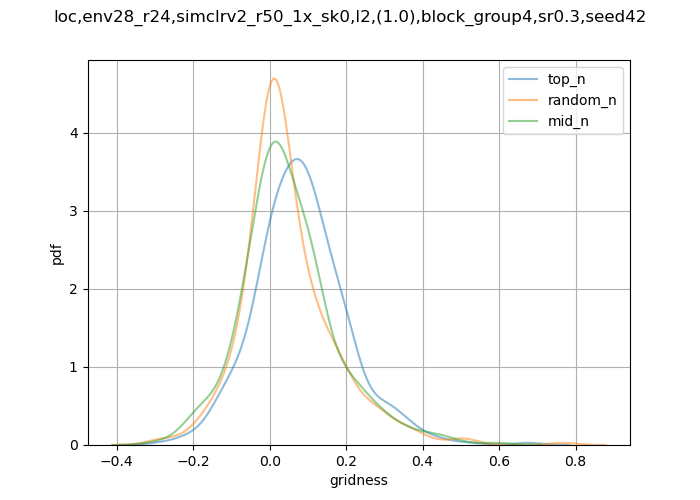 loc,env28_r24,simclrv2_r50_1x_sk0,l2,(1.0),block_group4,sr0.3,seed42
top_n
random_n
mid_n
4
3
2
1
0
pdf
−0.4 −0.2 0.0 0.2 0.4 0.6 0.8
gridness